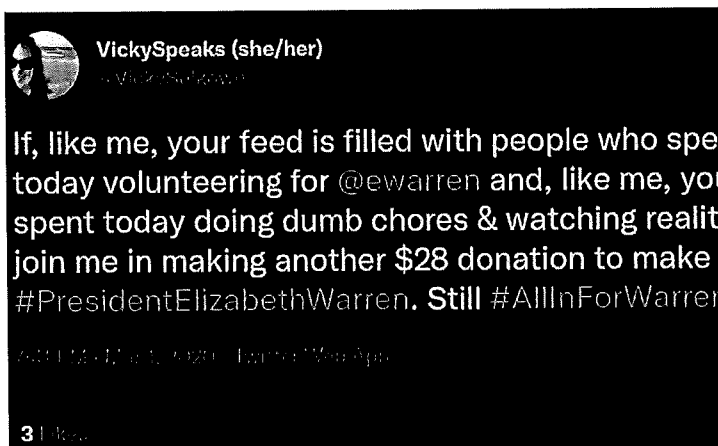 VickySpeaks (she/her)
If, like me, your feed is filled with people who spe
today volunteering for @ewarren and, like me, you
spent today doing dumb chores & watching realit
join me in making another $28 donation to make
#PresidentElizabethWarren. Still #AllInForWarren
3 Likes